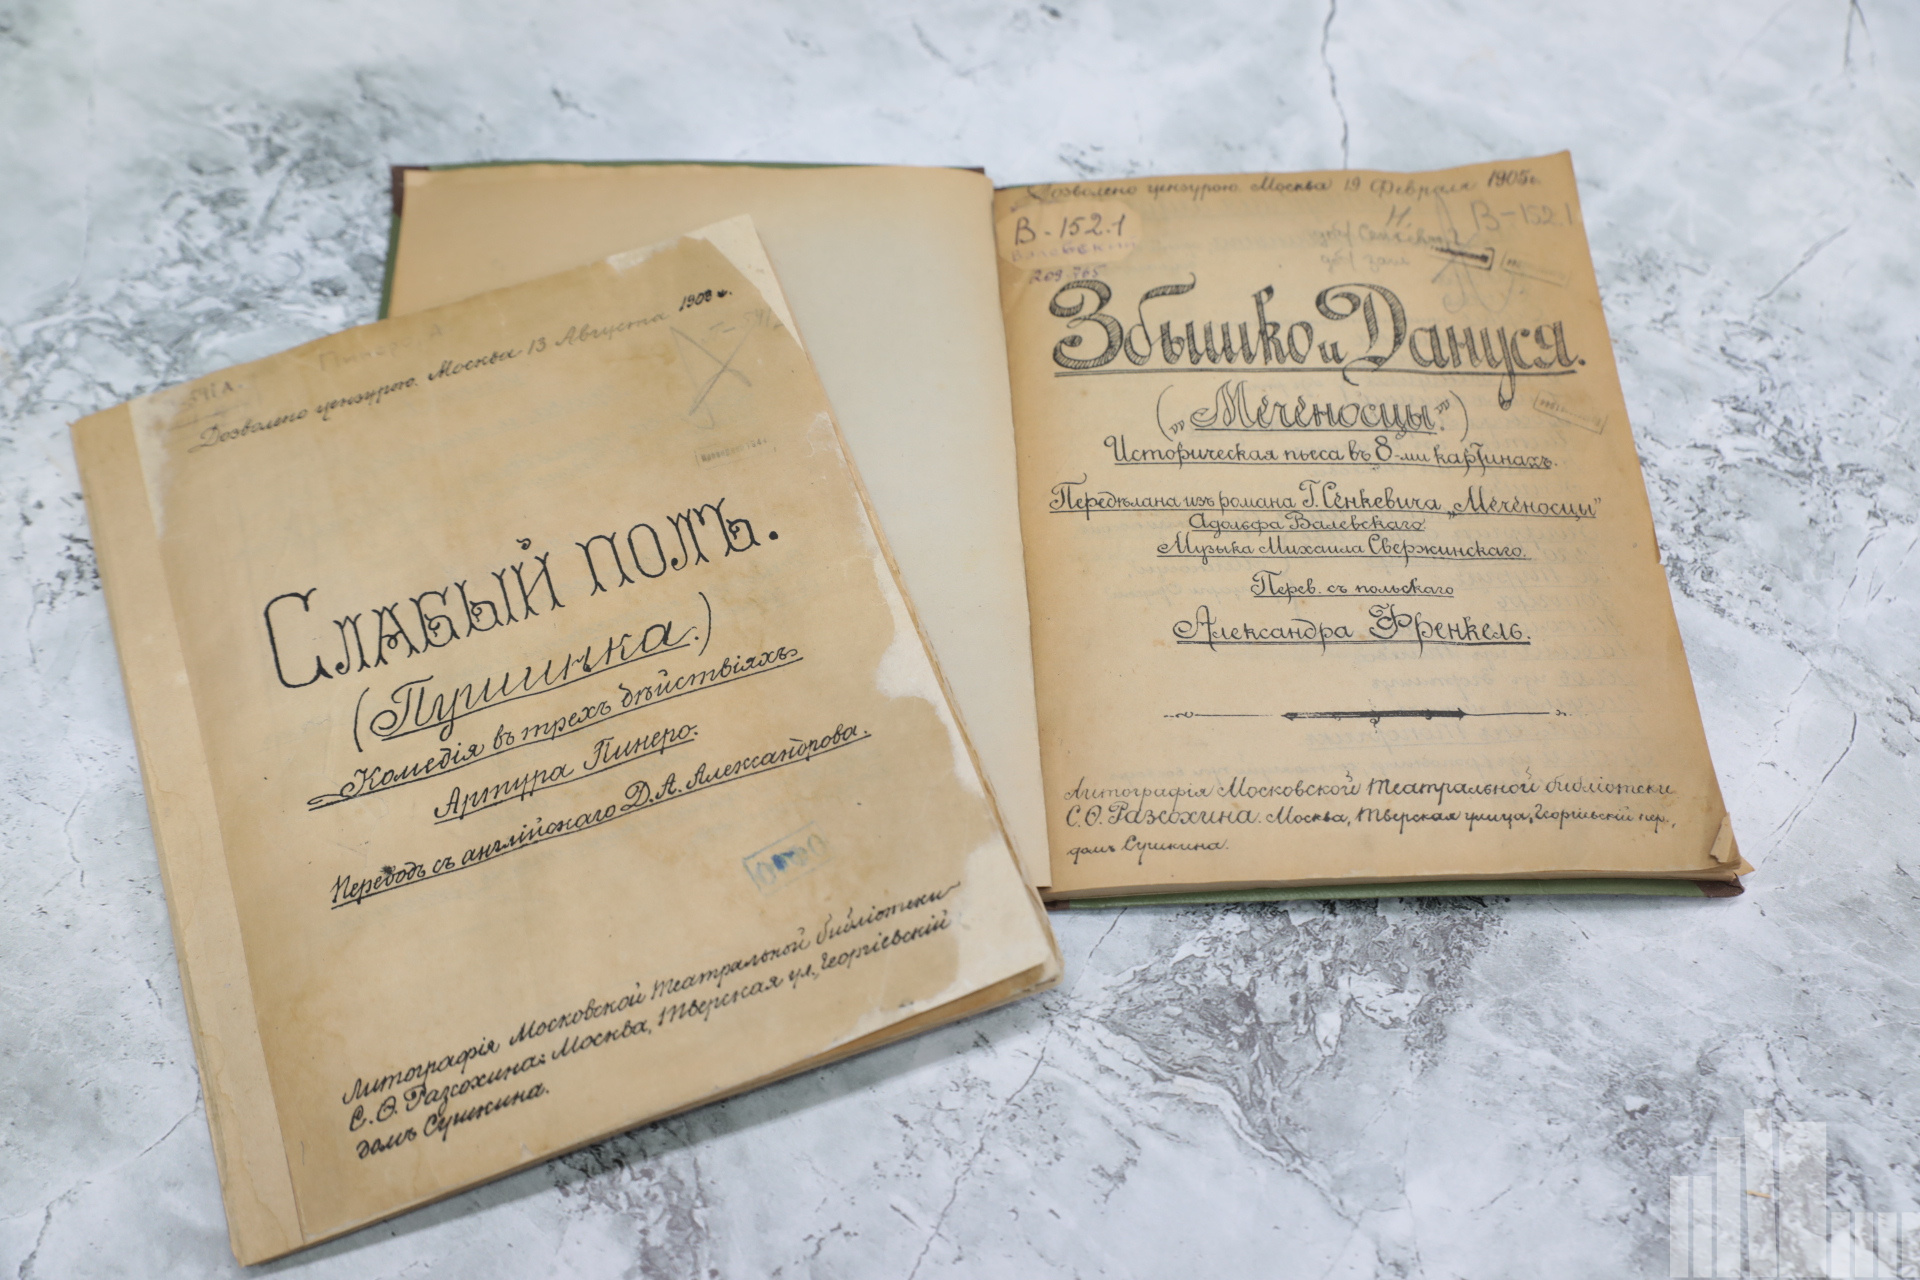 Дозволено цензурою. Москва 13 Августа 1908 г.
Слабый полъ.
(Пушинка.)
Комедія въ трехъ дѣйствіяхъ
Артура Пинеро.
Переводъ съ англійскаго Д. А. Александрова.
Литографія Московской Театральной библіотеки
С. Ѳ. Разсохина. Москва, Тверская ул., Георгіевскій
домъ Сушкина.
Дозволено цензурою. Москва 19 Февраля 1905 г.
В-152.1
В-152.1
209.765
Збышко и Дануся.
(„Меченосцы“)
Историческая пьеса въ 8-ми картинахъ.
Передѣлана изъ романа Г. Сенкевича „Меченосцы"
Адольфа Валевскаго
Музыка Михаила Свержинскаго.
Перев. съ польскаго
Александра Френкель.
Литографія Московской Театральной библіотеки
С. Ѳ. Разсохина. Москва, Тверская улица, Георгіевскій пер.,
домъ Сушкина.